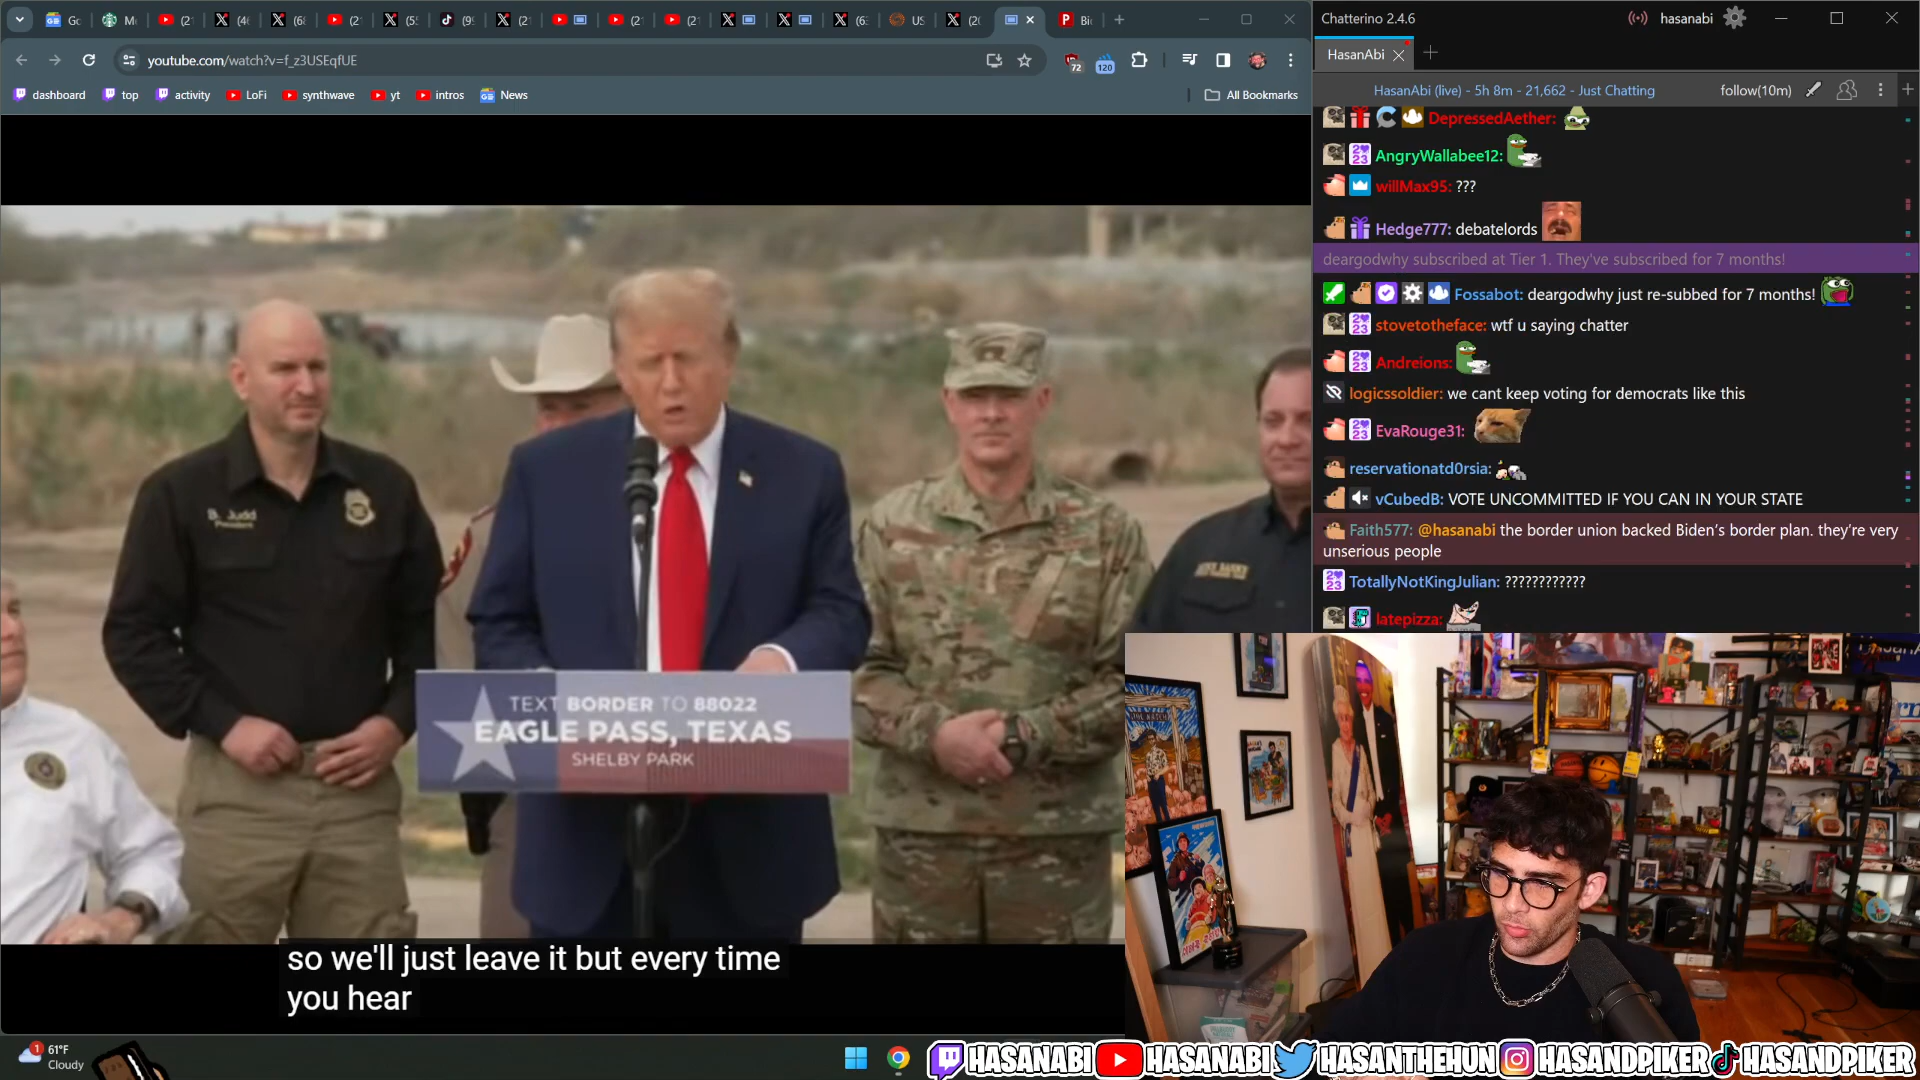 youtube.com/watch?v=f_z3USEqfUE
72
120
dashboard
top
activity
LoFi
synthwave
yt
intros
News
All Bookmarks
B. Judd
President
TEXT BORDER TO 88022
EAGLE PASS, TEXAS
SHELBY PARK
so we'll just leave it but every time
you hear
Chatterino 2.4.6
hasanabi
HasanAbi
HasanAbi (live) - 5h 8m - 21,662 - Just Chatting
follow(10m)
DepressedAether:
AngryWallabee12:
willMax95: ???
Hedge777: debatelords
deargodwhy subscribed at Tier 1. They've subscribed for 7 months!
Fossabot: deargodwhy just re-subbed for 7 months!
stovetotheface: wtf u saying chatter
Andreions:
logicssoldier: we cant keep voting for democrats like this
EvaRouge31:
reservationatd0rsia:
vCubedB: VOTE UNCOMMITTED IF YOU CAN IN YOUR STATE
Faith577: @hasanabi the border union backed Biden's border plan. they're very
unserious people
TotallyNotKingJulian: ????????????
latepizza:
1
61°F
Cloudy
HASANABI
HASANABI
HASANTHEHUN
HASANDPIKER
HASANDPIKER